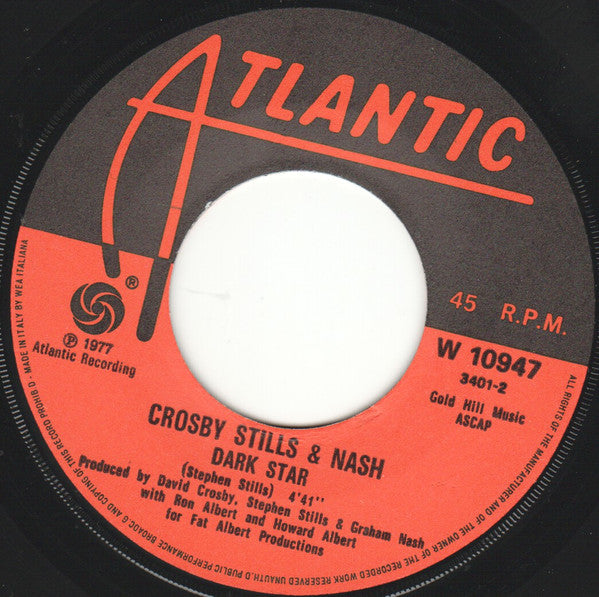 ATLANTIC
®
45 R.P.M.
℗ 1977
Atlantic Recording
W 10947
3401-2
Gold Hill Music
ASCAP
CROSBY STILLS & NASH
DARK STAR
(Stephen Stills) 4'41''
Produced by David Crosby, Stephen Stills & Graham Nash
with Ron Albert and Howard Albert
for Fat Albert Productions
ALL RIGHTS OF THE MANUFACTURER AND OF THE OWNER OF THE RECORDED WORK RESERVED UNAUTH.D PUBLIC PERFORMANCE BROADC.G AND COPYING OF THIS RECORD PROHIB.D - MADE IN ITALY BY WEA ITALIANA